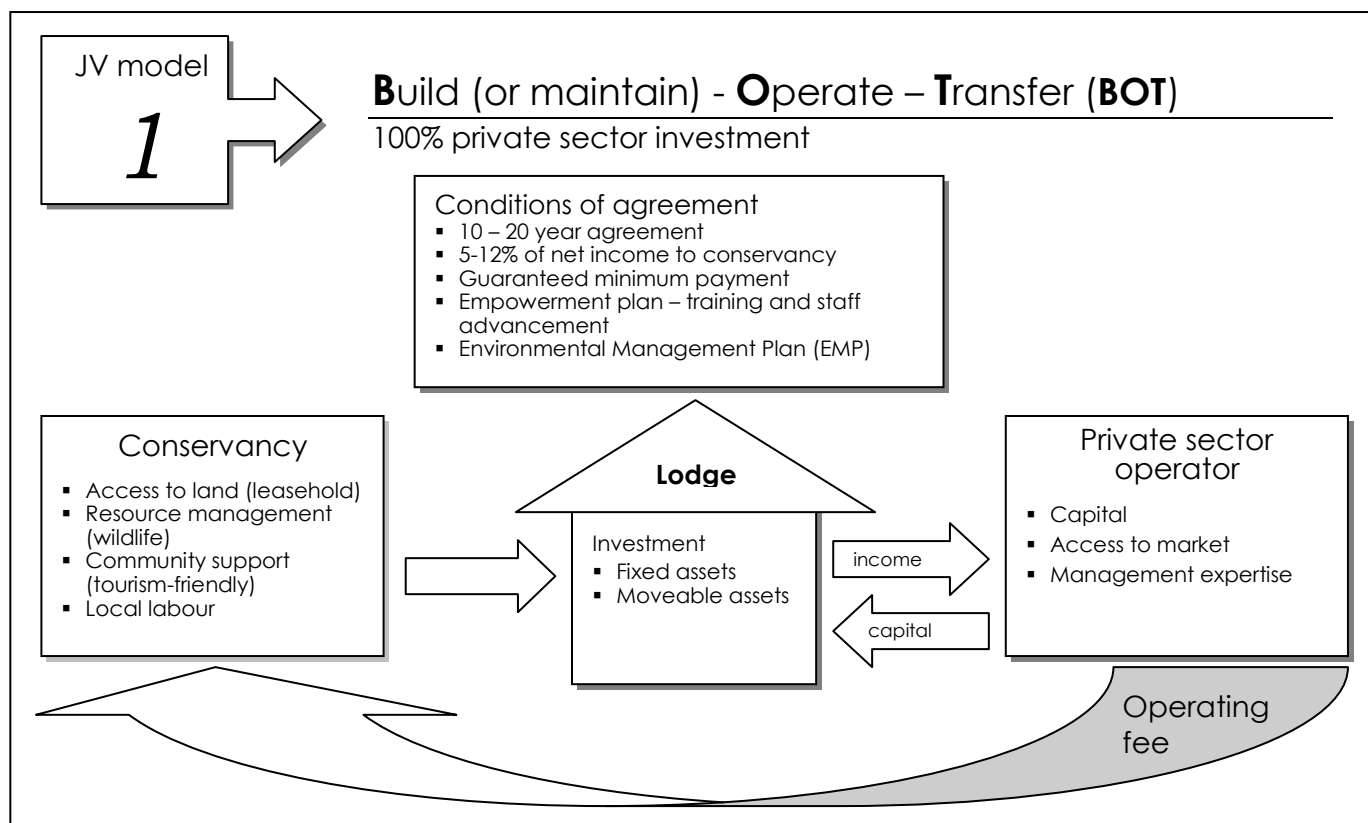 JV model
1
Build (or maintain) - Operate – Transfer (BOT)
100% private sector investment
Conditions of agreement
▪ 10 – 20 year agreement
▪ 5-12% of net income to conservancy
▪ Guaranteed minimum payment
▪ Empowerment plan – training and staff
advancement
▪ Environmental Management Plan (EMP)
Conservancy
▪ Access to land (leasehold)
▪ Resource management
(wildlife)
▪ Community support
(tourism-friendly)
▪ Local labour
Lodge
Investment
▪ Fixed assets
▪ Moveable assets
income
capital
Private sector
operator
▪ Capital
▪ Access to market
▪ Management expertise
Operating
fee